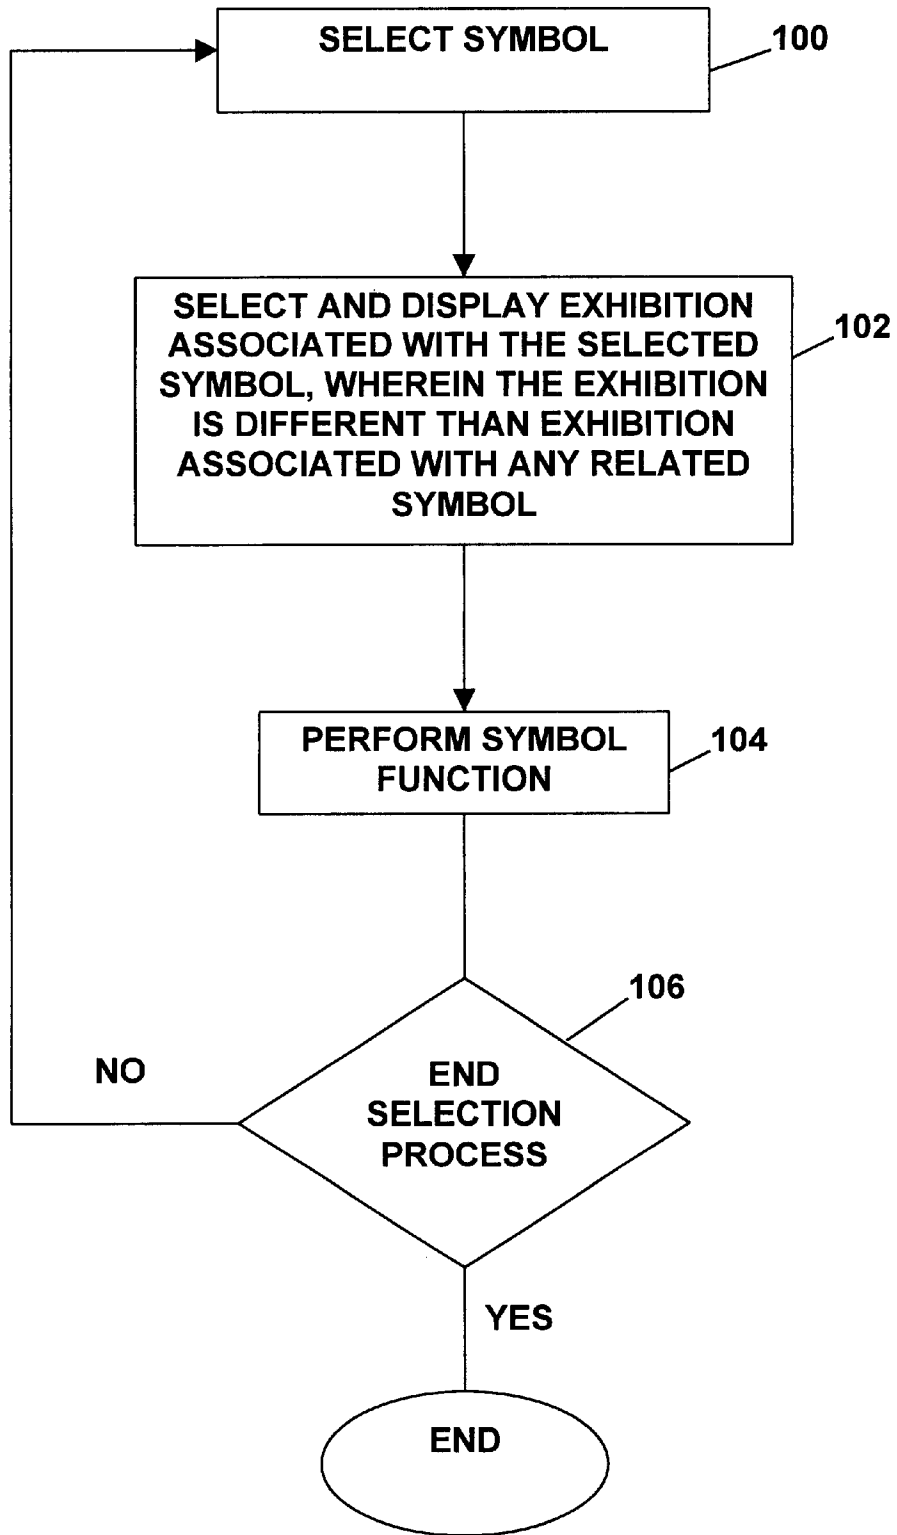 SELECT SYMBOL
100
SELECT AND DISPLAY EXHIBITION
ASSOCIATED WITH THE SELECTED
SYMBOL, WHEREIN THE EXHIBITION
IS DIFFERENT THAN EXHIBITION
ASSOCIATED WITH ANY RELATED
SYMBOL
102
PERFORM SYMBOL
FUNCTION
104
106
END
SELECTION
PROCESS
NO
YES
END